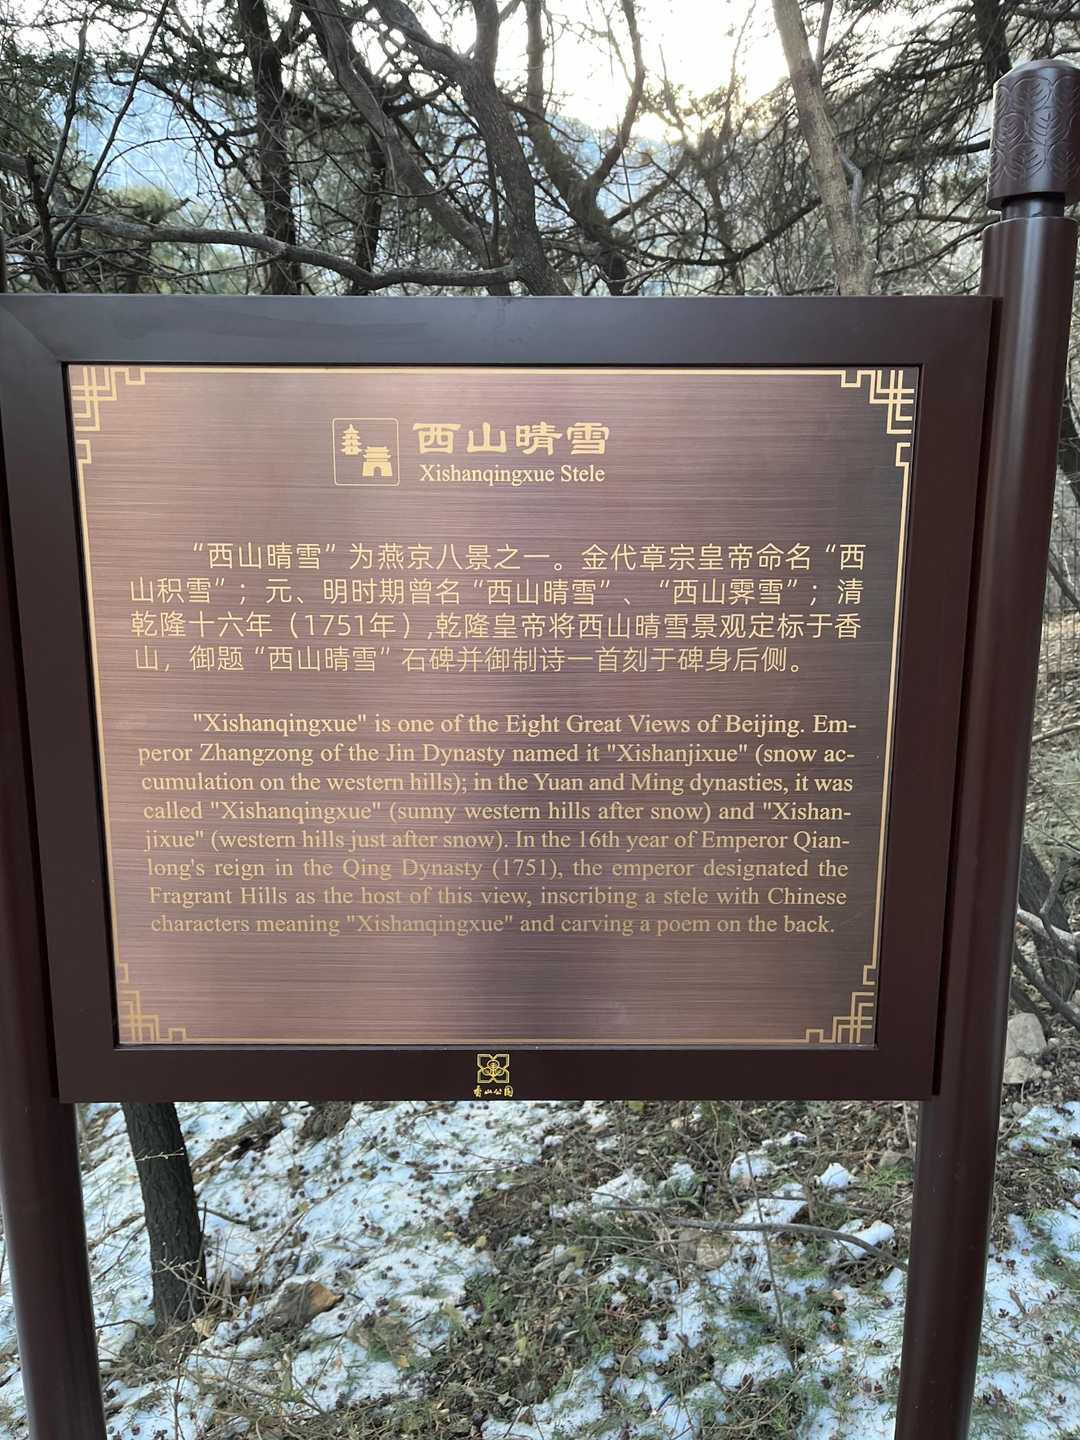 西山晴雪
Xishanqingxue Stele
“西山晴雪”为燕京八景之一。金代章宗皇帝命名“西
山积雪”；元、明时期曾名“西山晴雪”、“西山霁雪”；清
乾隆十六年（1751年）,乾隆皇帝将西山晴雪景观定标于香
山，御题“西山晴雪”石碑并御制诗一首刻于碑身后侧。
"Xishanqingxue" is one of the Eight Great Views of Beijing. Em-
peror Zhangzong of the Jin Dynasty named it "Xishanjixue" (snow ac-
cumulation on the western hills); in the Yuan and Ming dynasties, it was
called "Xishanqingxue" (sunny western hills after snow) and "Xishan-
jixue" (western hills just after snow). In the 16th year of Emperor Qian-
long's reign in the Qing Dynasty (1751), the emperor designated the
Fragrant Hills as the host of this view, inscribing a stele with Chinese
characters meaning "Xishanqingxue" and carving a poem on the back.
香山公园